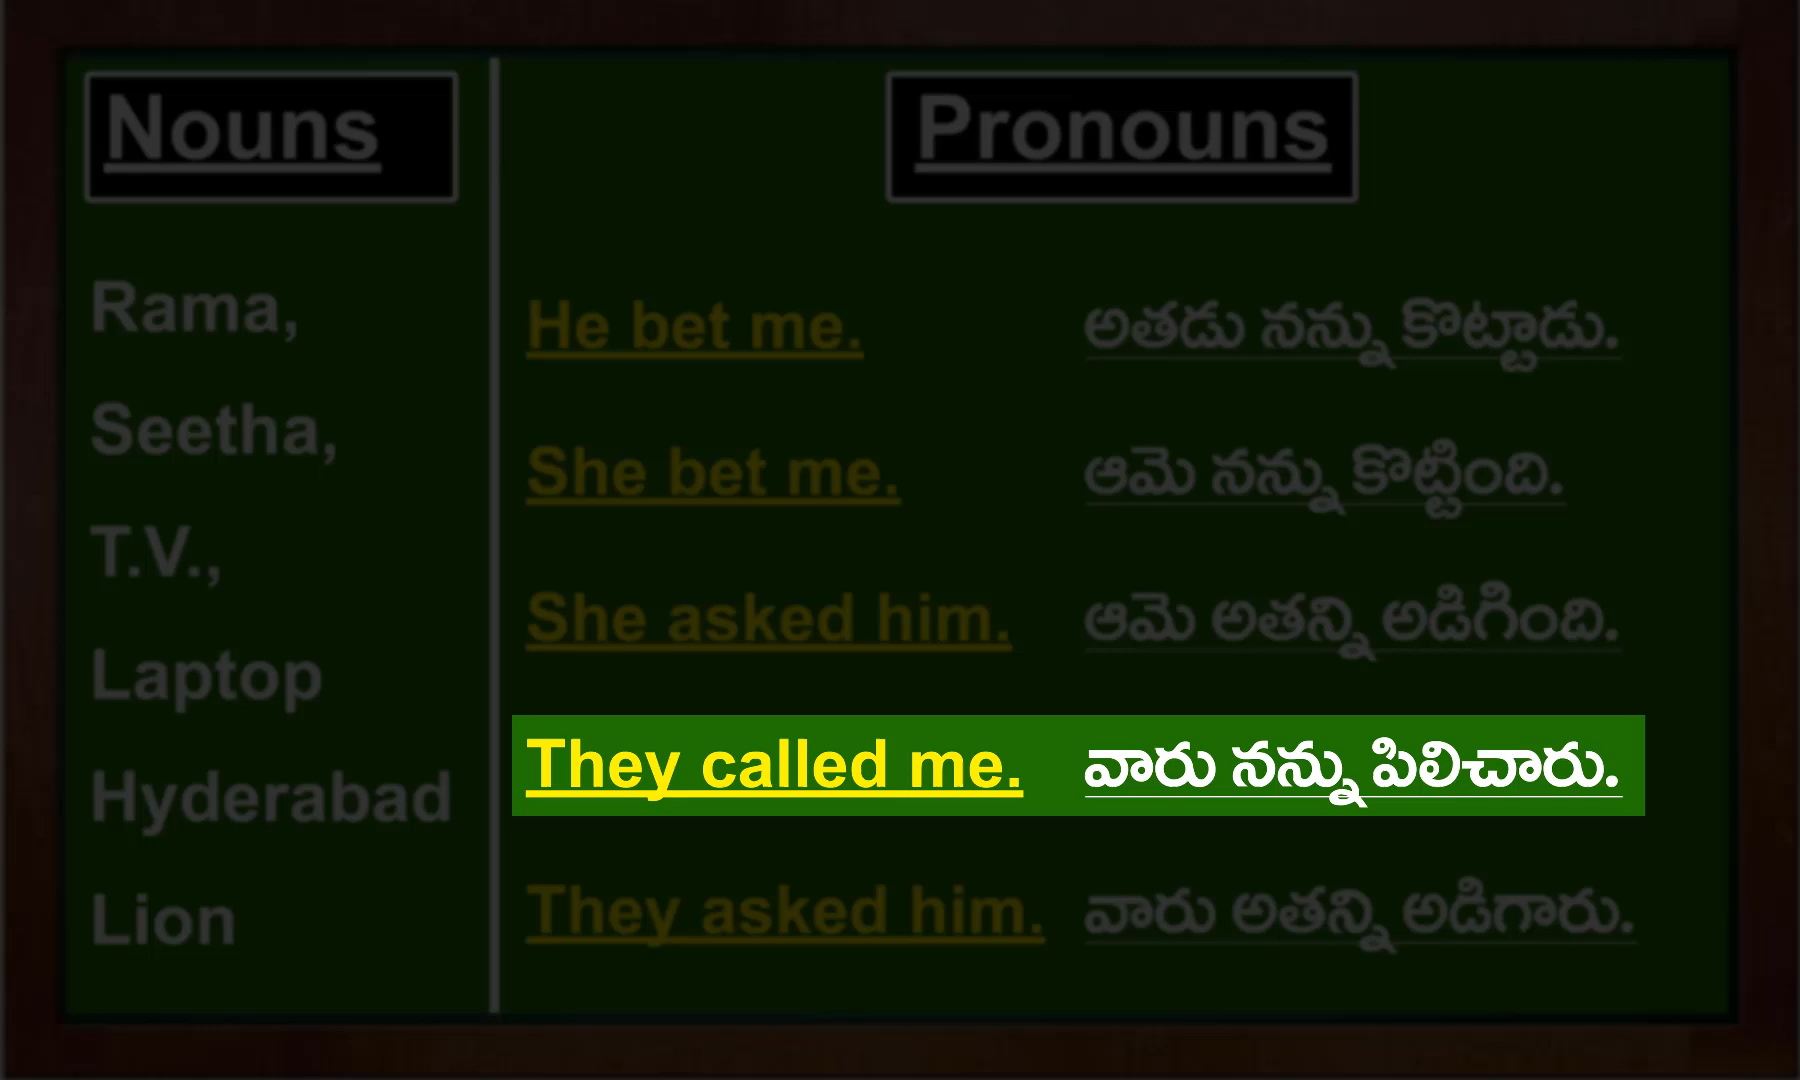 Nouns
Pronouns
Rama,
Seetha,
T.V.,
Laptop
Hyderabad
Lion
He bet me. అతడు నన్ను కొట్టాడు.
She bet me. ఆమె నన్ను కొట్టింది.
She asked him. ఆమె అతన్ని అడిగింది.
They called me. వారు నన్ను పిలిచారు.
They asked him. వారు అతన్ని అడిగారు.